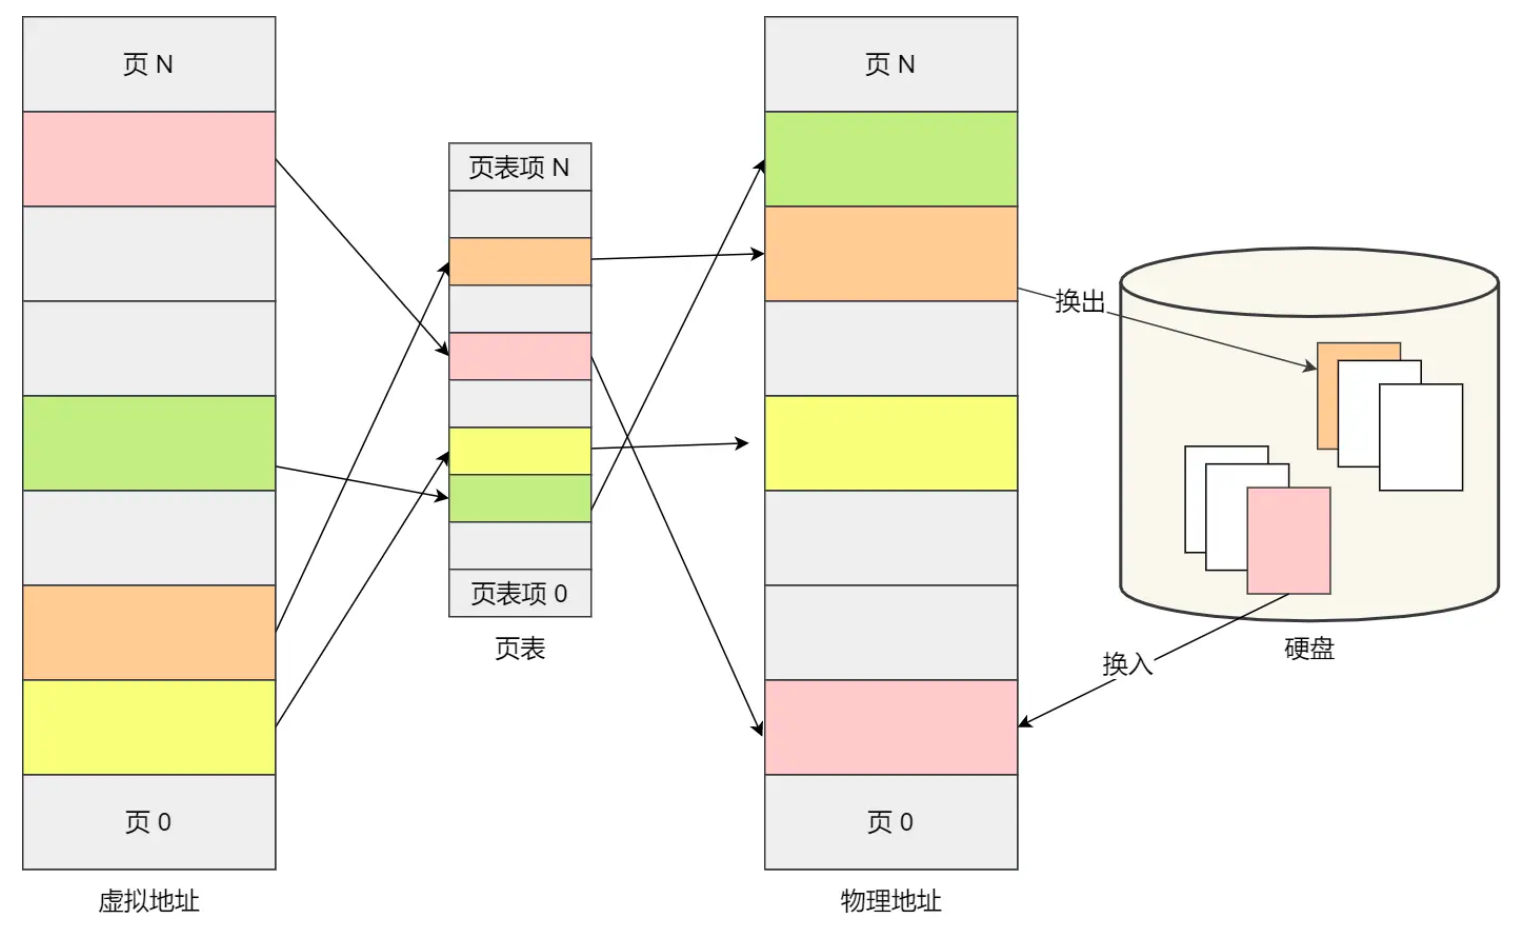 页 N
页 N
页表项 N
换出
页表项 0
页表
硬盘
换入
页 0
页 0
虚拟地址
物理地址